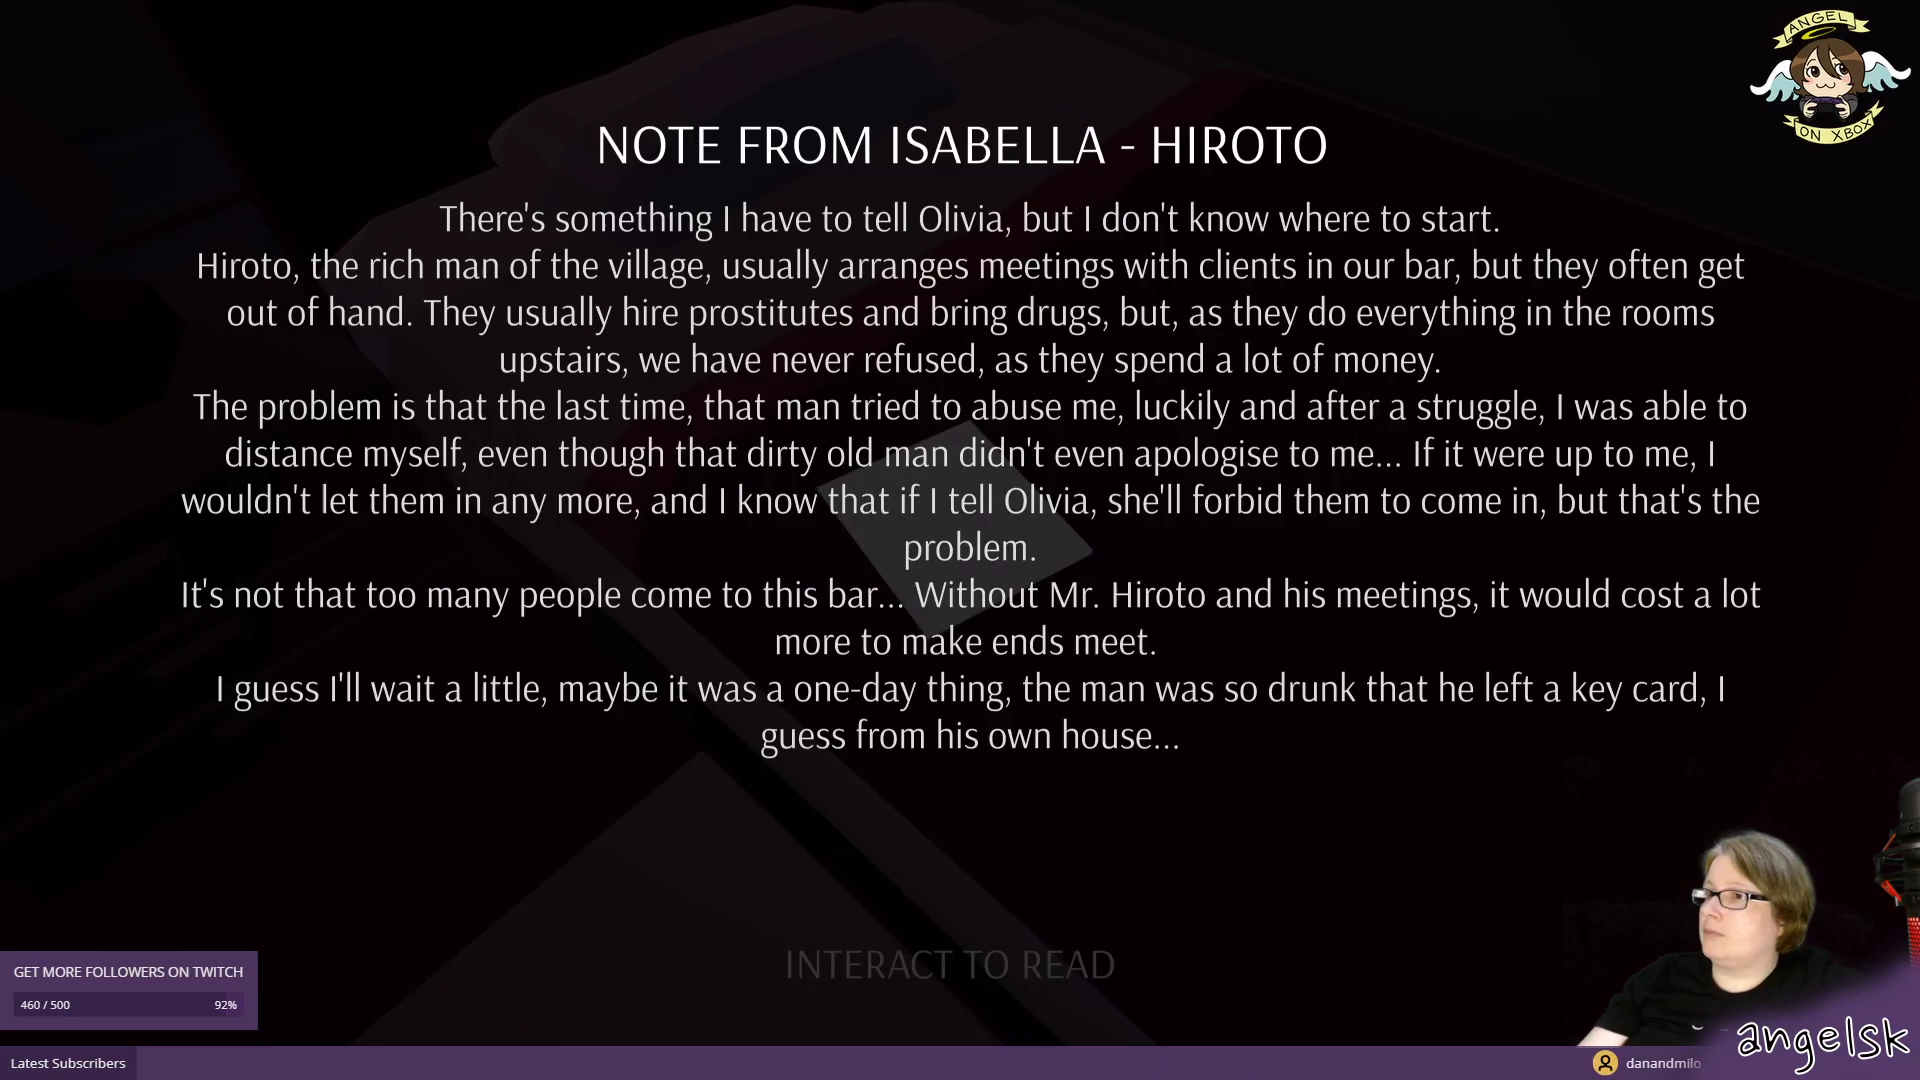 ANGEL
ON XBOX
NOTE FROM ISABELLA - HIROTO
There's something I have to tell Olivia, but I don't know where to start.
Hiroto, the rich man of the village, usually arranges meetings with clients in our bar, but they often get
out of hand. They usually hire prostitutes and bring drugs, but, as they do everything in the rooms
upstairs, we have never refused, as they spend a lot of money.
The problem is that the last time, that man tried to abuse me, luckily and after a struggle, I was able to
distance myself, even though that dirty old man didn't even apologise to me... If it were up to me, I
wouldn't let them in any more, and I know that if I tell Olivia, she'll forbid them to come in, but that's the
problem.
It's not that too many people come to this bar... Without Mr. Hiroto and his meetings, it would cost a lot
more to make ends meet.
I guess I'll wait a little, maybe it was a one-day thing, the man was so drunk that he left a key card, I
guess from his own house...
INTERACT TO READ
GET MORE FOLLOWERS ON TWITCH
460 / 500 92%
Latest Subscribers
danandmilo
angelsk